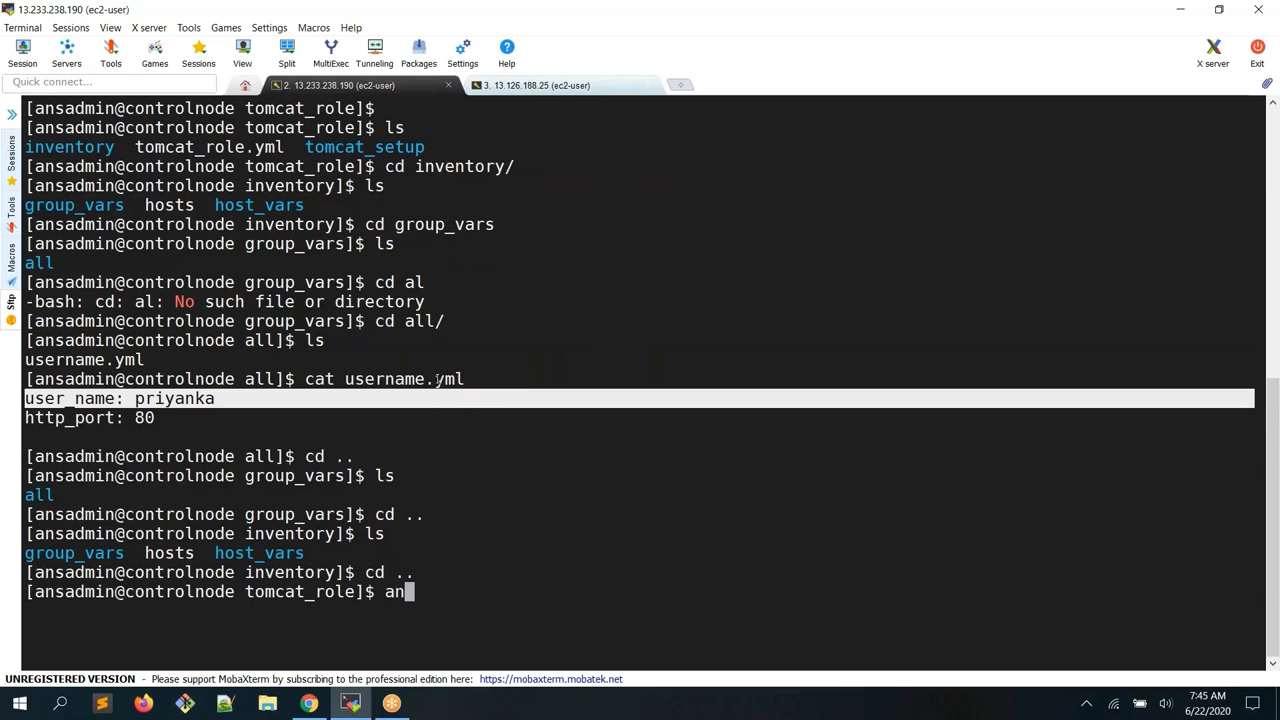 13.233.238.190 (ec2-user)
Terminal Sessions View X server Tools Games Settings Macros Help
Session Servers Tools Games Sessions View Split MultiExec Tunneling Packages Settings Help X server Exit
Quick connect...
2. 13.233.238.190 (ec2-user)
3. 13.126.188.25 (ec2-user)
Sessions
Tools
Macros
Sftp
[ansadmin@controlnode tomcat_role]$
[ansadmin@controlnode tomcat_role]$ ls
inventory tomcat_role.yml tomcat_setup
[ansadmin@controlnode tomcat_role]$ cd inventory/
[ansadmin@controlnode inventory]$ ls
group_vars hosts host_vars
[ansadmin@controlnode inventory]$ cd group_vars
[ansadmin@controlnode group_vars]$ ls
all
[ansadmin@controlnode group_vars]$ cd al
-bash: cd: al: No such file or directory
[ansadmin@controlnode group_vars]$ cd all/
[ansadmin@controlnode all]$ ls
username.yml
[ansadmin@controlnode all]$ cat username.yml
user_name: priyanka
http_port: 80
[ansadmin@controlnode all]$ cd ..
[ansadmin@controlnode group_vars]$ ls
all
[ansadmin@controlnode group_vars]$ cd ..
[ansadmin@controlnode inventory]$ ls
group_vars hosts host_vars
[ansadmin@controlnode inventory]$ cd ..
[ansadmin@controlnode tomcat_role]$ an
UNREGISTERED VERSION - Please support MobaXterm by subscribing to the professional edition here: https://mobaxterm.mobatek.net
7:45 AM
6/22/2020